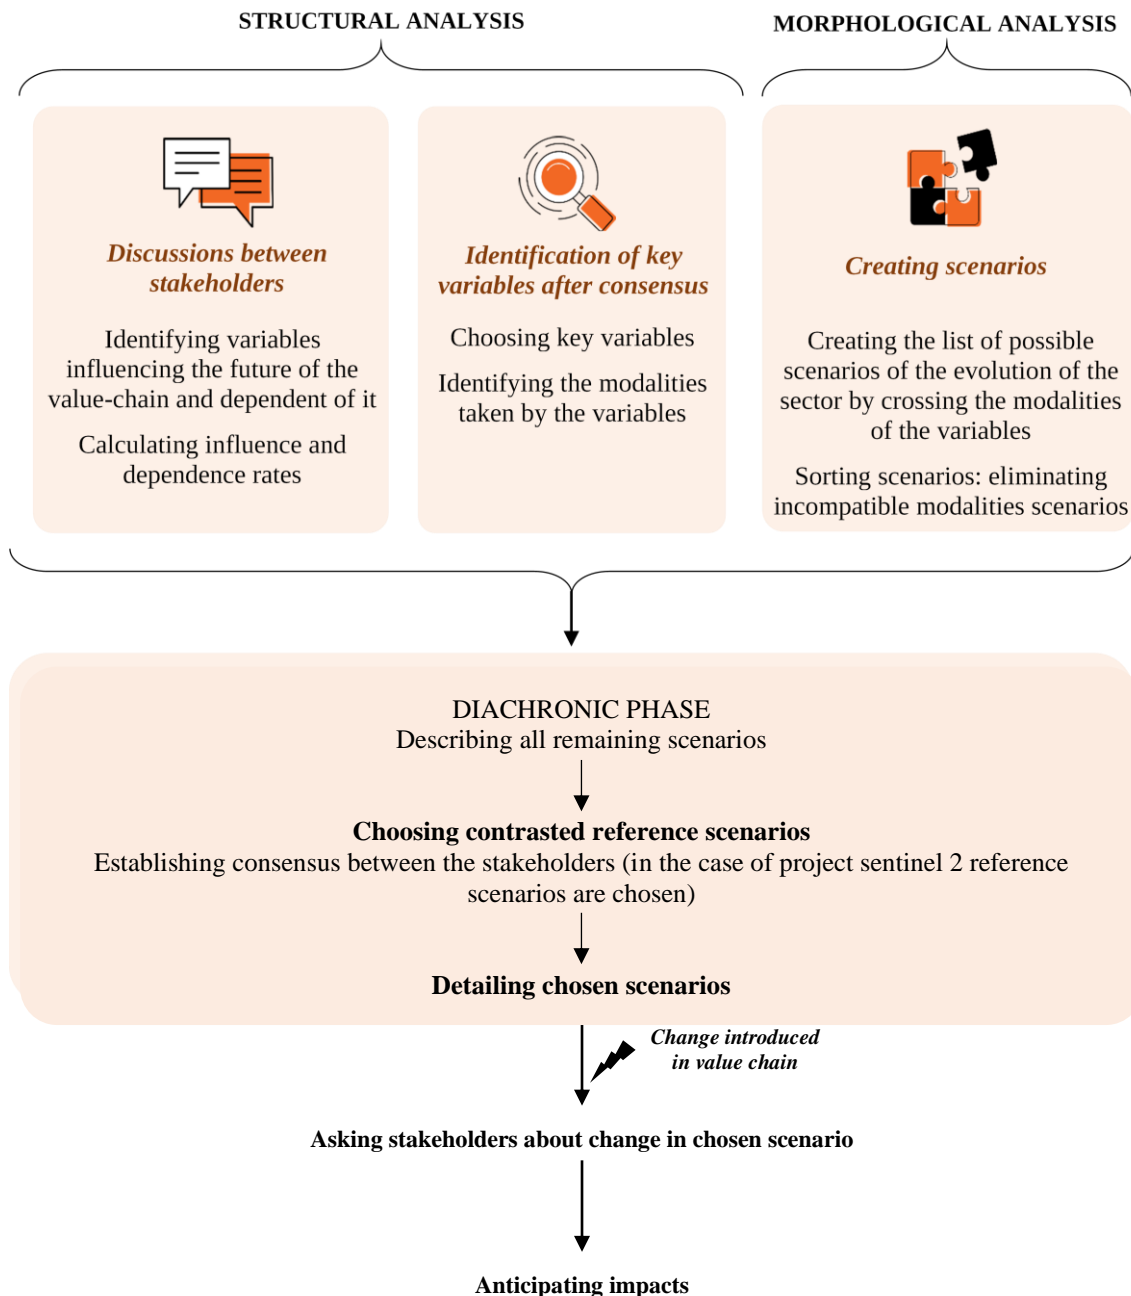 STRUCTURAL ANALYSIS
MORPHOLOGICAL ANALYSIS
Discussions between
stakeholders
Identifying variables
influencing the future of the
value-chain and dependent of it
Calculating influence and
dependence rates
Identification of key
variables after consensus
Choosing key variables
Identifying the modalities
taken by the variables
Creating scenarios
Creating the list of possible
scenarios of the evolution of the
sector by crossing the modalities
of the variables
Sorting scenarios: eliminating
incompatible modalities scenarios
DIACHRONIC PHASE
Describing all remaining scenarios
Choosing contrasted reference scenarios
Establishing consensus between the stakeholders (in the case of project sentinel 2 reference
scenarios are chosen)
Detailing chosen scenarios
Change introduced
in value chain
Asking stakeholders about change in chosen scenario
Anticipating impacts